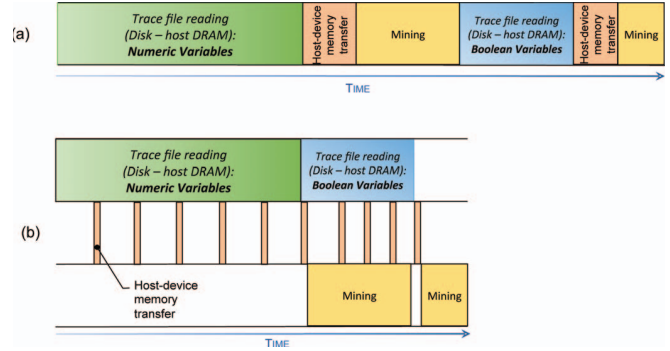 (a)
Trace file reading
(Disk – host DRAM):
Numeric Variables
Host-device
memory
transfer
Mining
Trace file reading
(Disk – host DRAM):
Boolean Variables
Host-device
memory
transfer
Mining
TIME
(b)
Trace file reading
(Disk – host DRAM):
Numeric Variables
Trace file reading
(Disk – host DRAM):
Boolean Variables
Host-device
memory
transfer
Mining
Mining
TIME